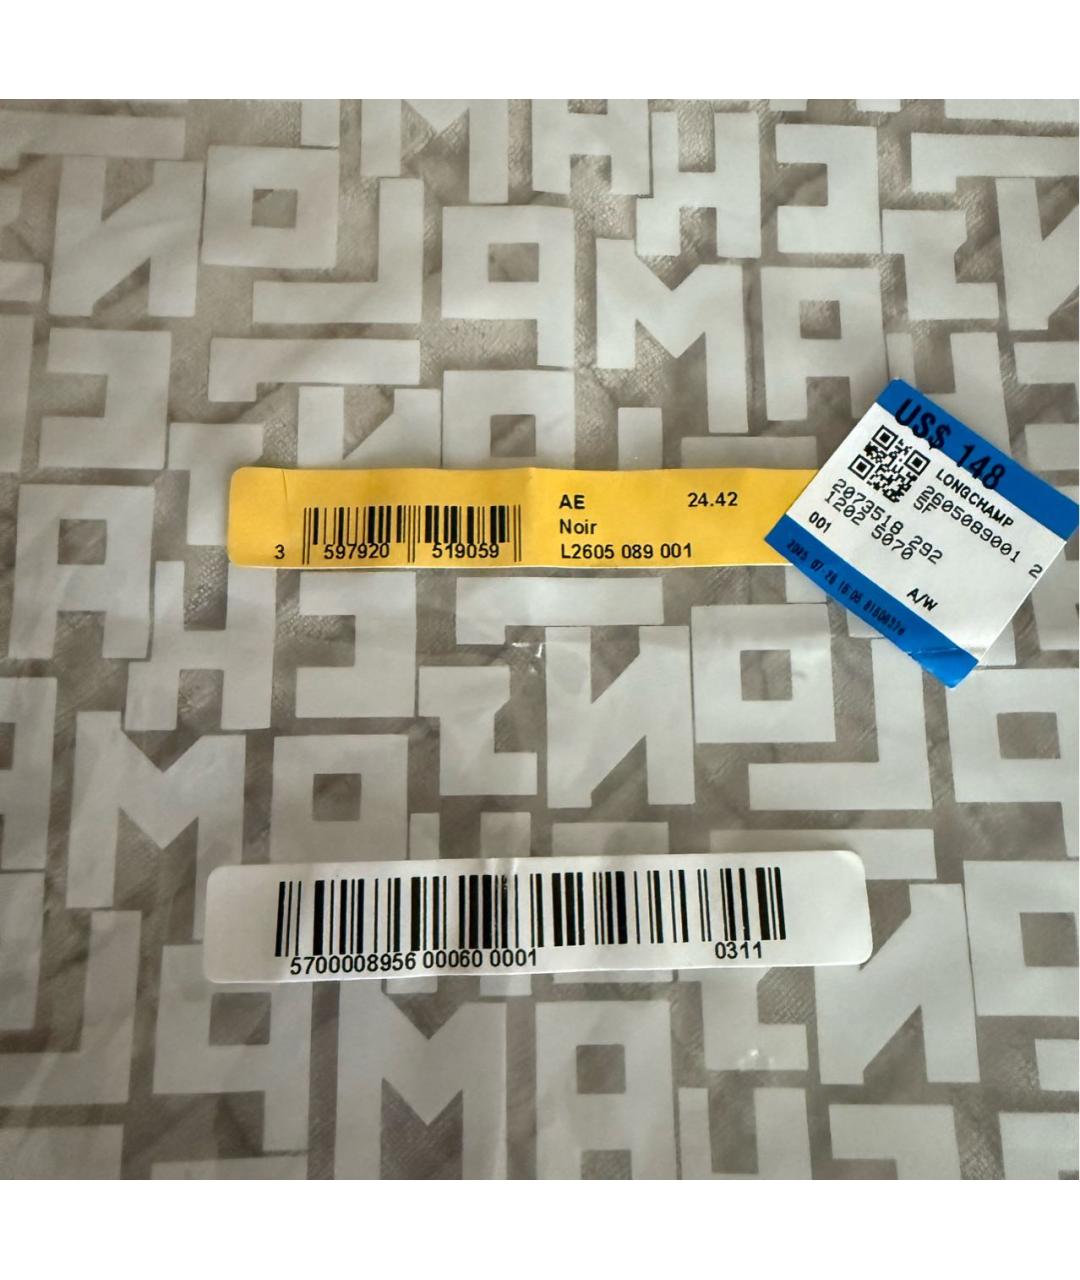 AE 24.42
Noir
L2605 089 001
3 597920 519059
US$ 148
LONGCHAMP
2605089001 2
5F
2073518 292
1202 5070
001
A/W
5700008956 00060 0001 0311